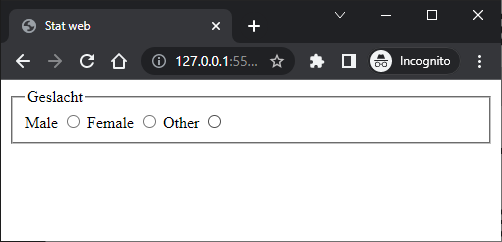 Stat web
127.0.0.1:55... Incognito
Geslacht
Male Female Other